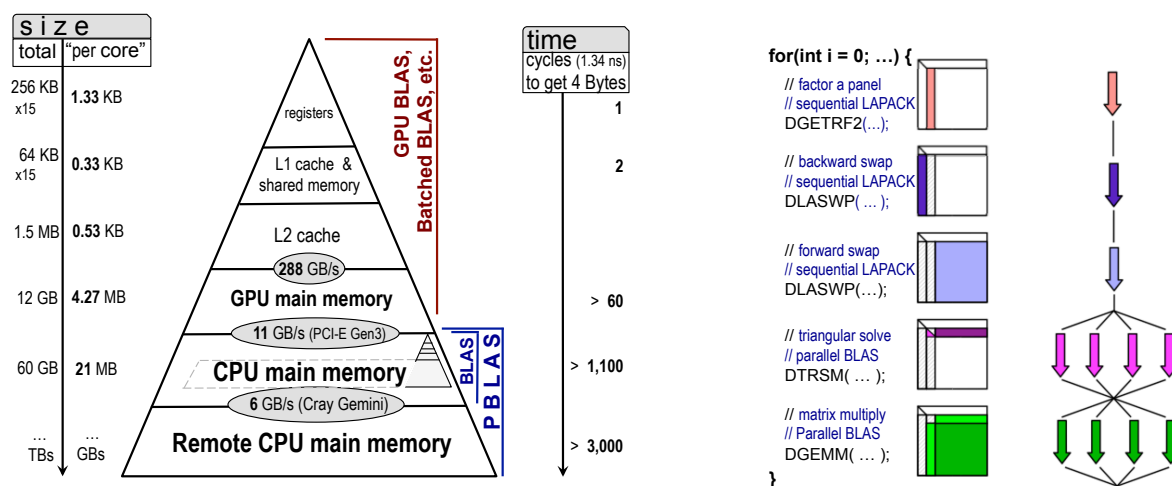 size
total "per core"
256 KB
x15
1.33 KB
64 KB
x15
0.33 KB
1.5 MB 0.53 KB
12 GB 4.27 MB
60 GB 21 MB
... ...
TBs GBs
registers
L1 cache &
shared memory
L2 cache
288 GB/s
GPU main memory
11 GB/s (PCI-E Gen3)
CPU main memory
6 GB/s (Cray Gemini)
Remote CPU main memory
GPU BLAS,
Batched BLAS, etc.
BLAS
PBLAS
time
cycles (1.34 ns)
to get 4 Bytes
1
2
> 60
> 1,100
> 3,000
for(int i = 0; ...) {
// factor a panel
// sequential LAPACK
DGETRF2(...);
// backward swap
// sequential LAPACK
DLASWP( ... );
// forward swap
// sequential LAPACK
DLASWP(...);
// triangular solve
// parallel BLAS
DTRSM( ... );
// matrix multiply
// Parallel BLAS
DGEMM( ... );
}